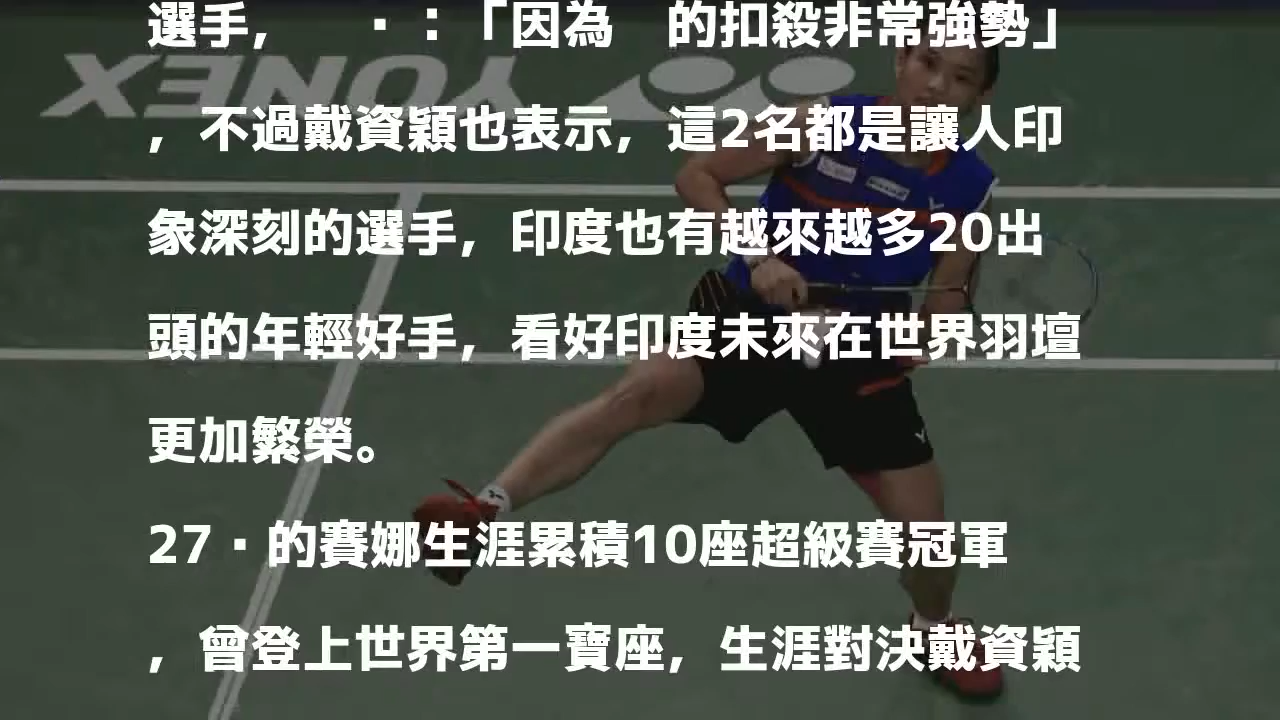 選手，　▪：「因為　的扣殺非常強勢」
，不過戴資穎也表示，這2名都是讓人印
象深刻的選手，印度也有越來越多20出
頭的年輕好手，看好印度未來在世界羽壇
更加繁榮。
27▪的賽娜生涯累積10座超級賽冠軍
，曾登上世界第一寶座，生涯對決戴資穎
YONEX